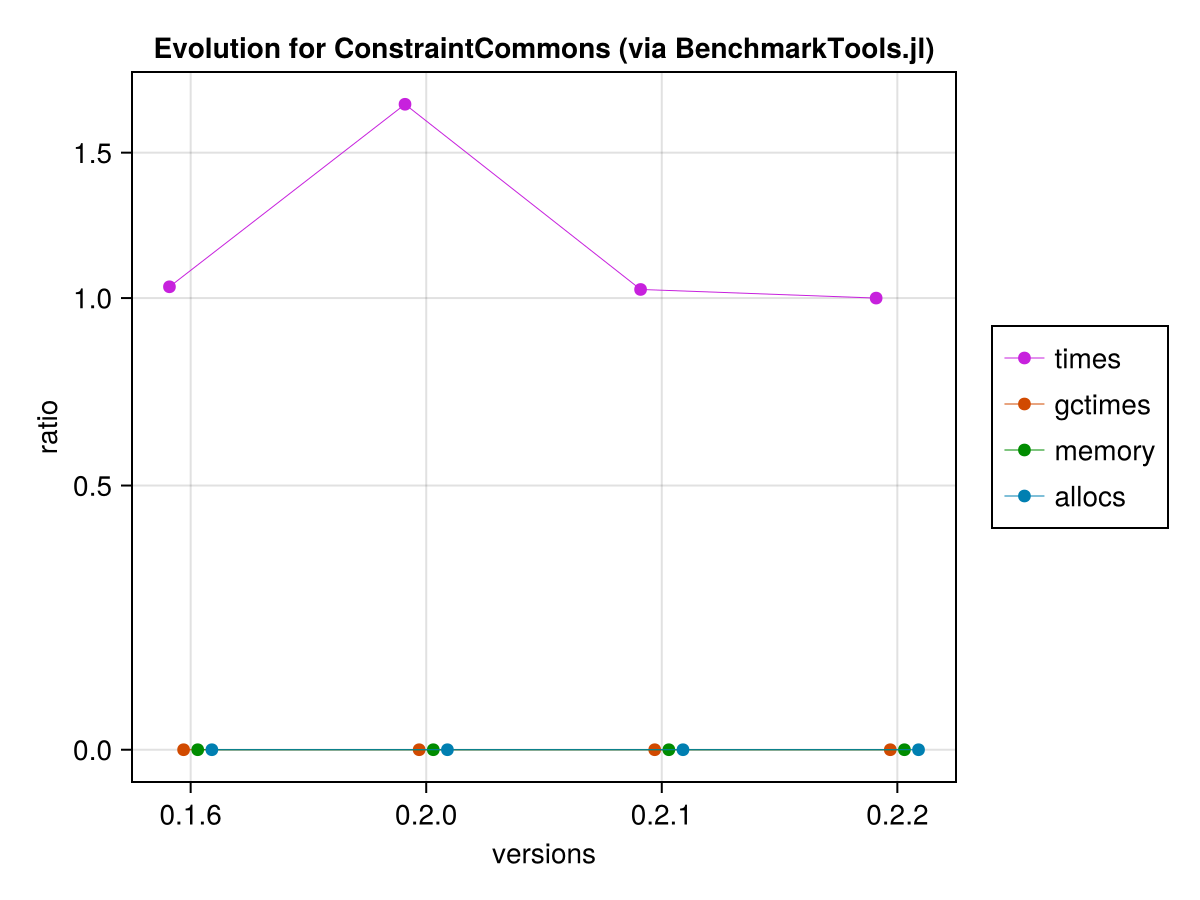 Evolution for ConstraintCommons (via BenchmarkTools.jl)
1.5
1.0
0.5
0.0
ratio
0.1.6
0.2.0
0.2.1
0.2.2
versions
times
gctimes
memory
allocs